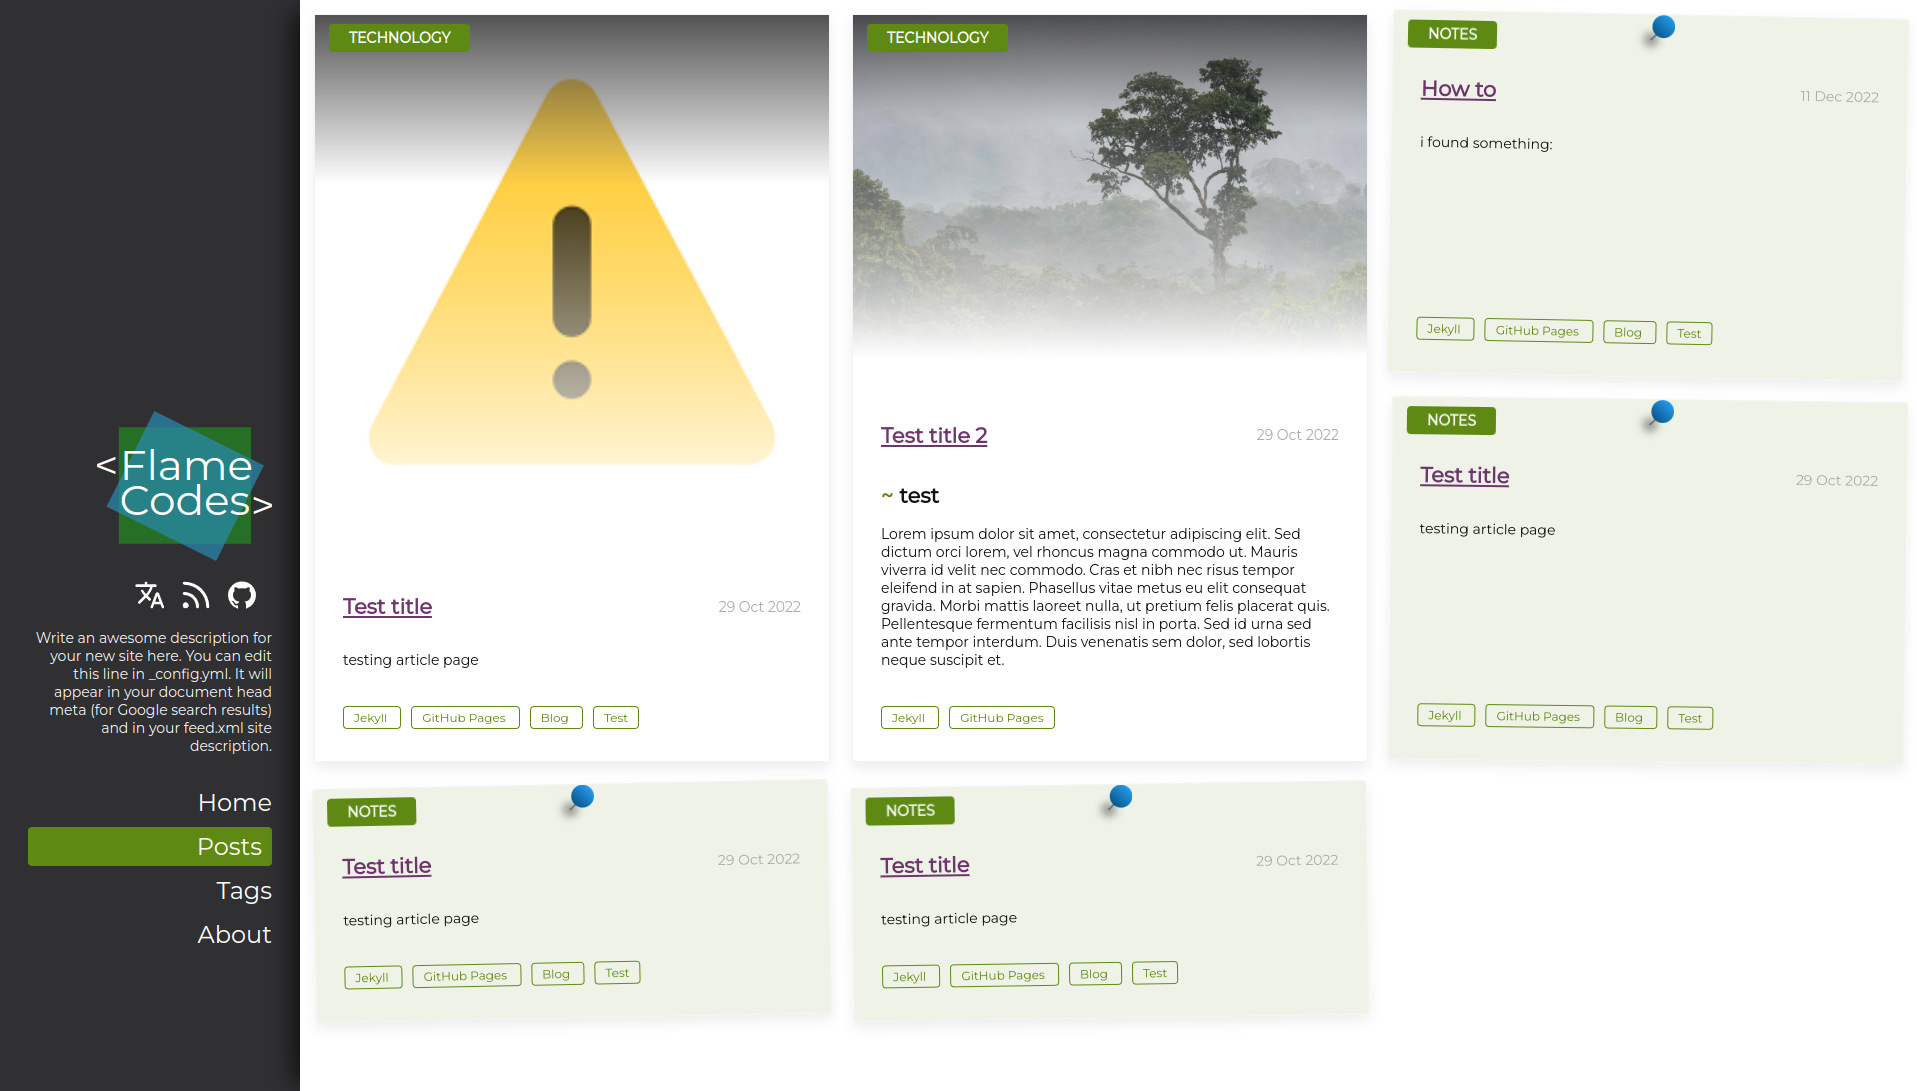 <Flame
Codes>
Write an awesome description for
your new site here. You can edit
this line in _config.yml. It will
appear in your document head
meta (for Google search results)
and in your feed.xml site
description.
Home
Posts
Tags
About
TECHNOLOGY
Test title
29 Oct 2022
testing article page
Jekyll
GitHub Pages
Blog
Test
TECHNOLOGY
Test title 2
29 Oct 2022
~ test
Lorem ipsum dolor sit amet, consectetur adipiscing elit. Sed
dictum orci lorem, vel rhoncus magna commodo ut. Mauris
viverra id velit nec commodo. Cras et nibh nec risus tempor
eleifend in at sapien. Phasellus vitae metus eu elit consequat
gravida. Morbi mattis laoreet nulla, ut pretium felis placerat quis.
Pellentesque fermentum facilisis nisl in porta. Sed id urna sed
ante tempor interdum. Duis venenatis sem dolor, sed lobortis
neque suscipit et.
Jekyll
GitHub Pages
NOTES
How to
11 Dec 2022
i found something:
Jekyll
GitHub Pages
Blog
Test
NOTES
Test title
29 Oct 2022
testing article page
Jekyll
GitHub Pages
Blog
Test
NOTES
Test title
29 Oct 2022
testing article page
Jekyll
GitHub Pages
Blog
Test
NOTES
Test title
29 Oct 2022
testing article page
Jekyll
GitHub Pages
Blog
Test